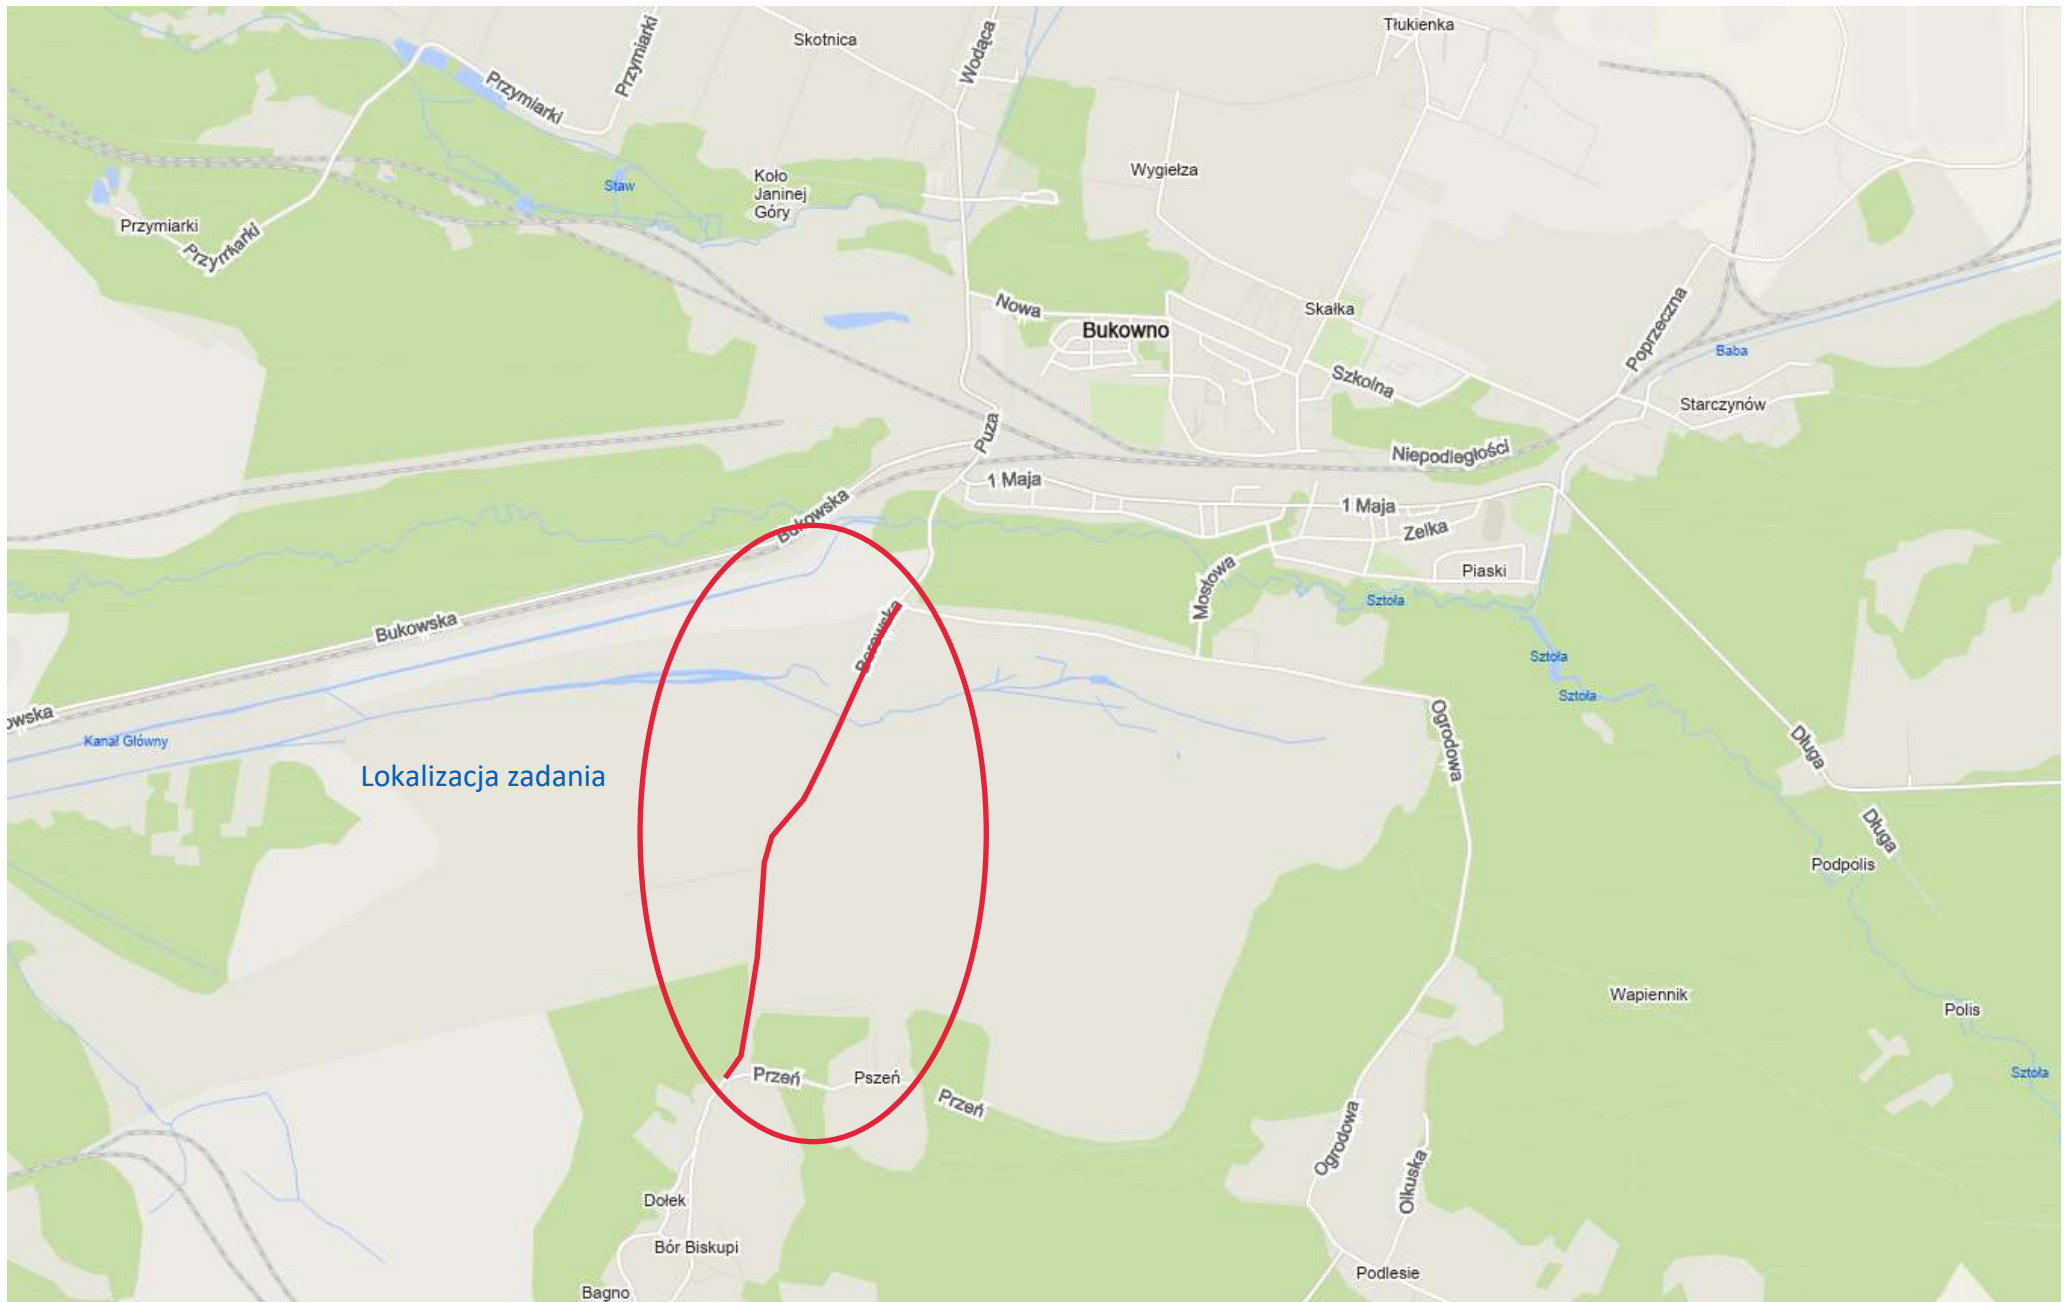 Tłukienka
Skotnica
Wodąca
Przymiarki
Przymiarki
Wygiełza
Koło
Janinej
Góry
Staw
Przymiarki
Przymiarki
Nowa
Skałka
Bukowno
Poprzeczna
Baba
Szkolna
Starczynów
Puza
Niepodległości
1 Maja
1 Maja
Bukowska
Zelka
Piaski
Mostowa
Sztoła
Bukowska
Borowska
Sztoła
Sztoła
owska
Ogrodowa
Kanał Główny
Długa
Lokalizacja zadania
Długa
Podpolis
Wapiennik
Polis
Przeń
Pszeń
Sztoła
Przeń
Ogrodowa
Olkuska
Dołek
Bór Biskupi
Podlesie
Bagno